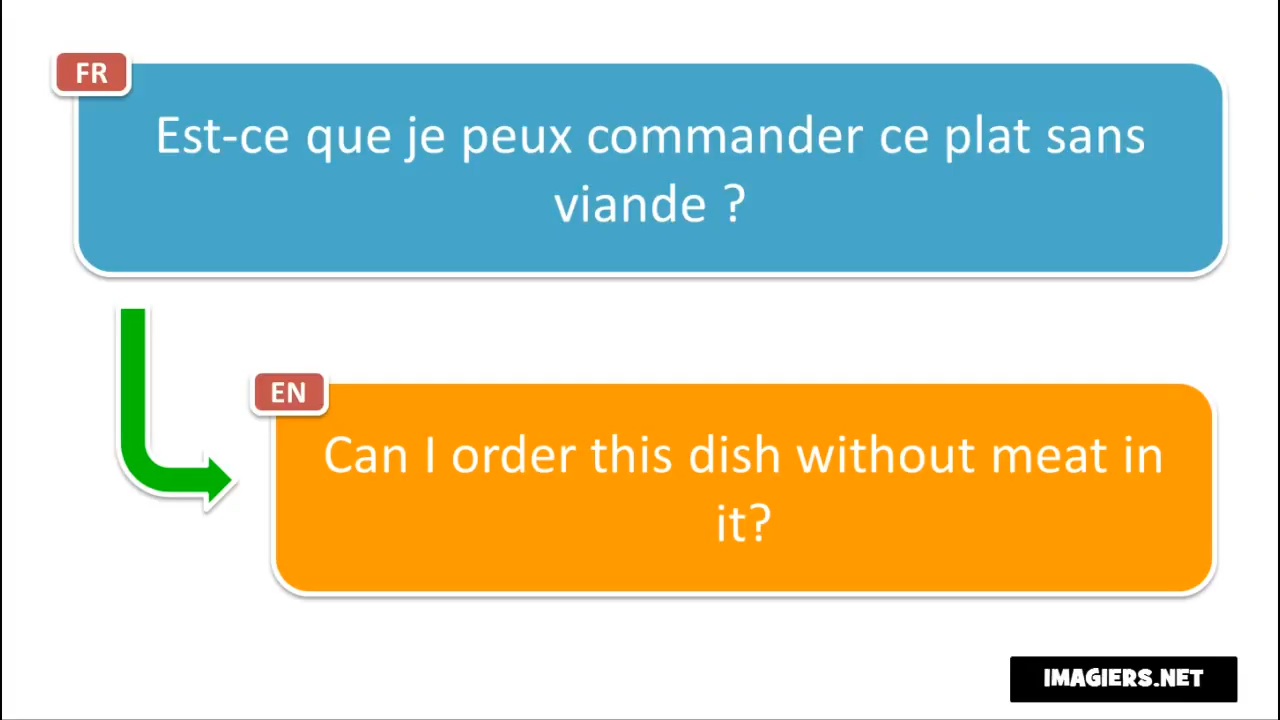 FR
Est-ce que je peux commander ce plat sans
viande ?
EN
Can I order this dish without meat in
it?
IMAGIERS.NET